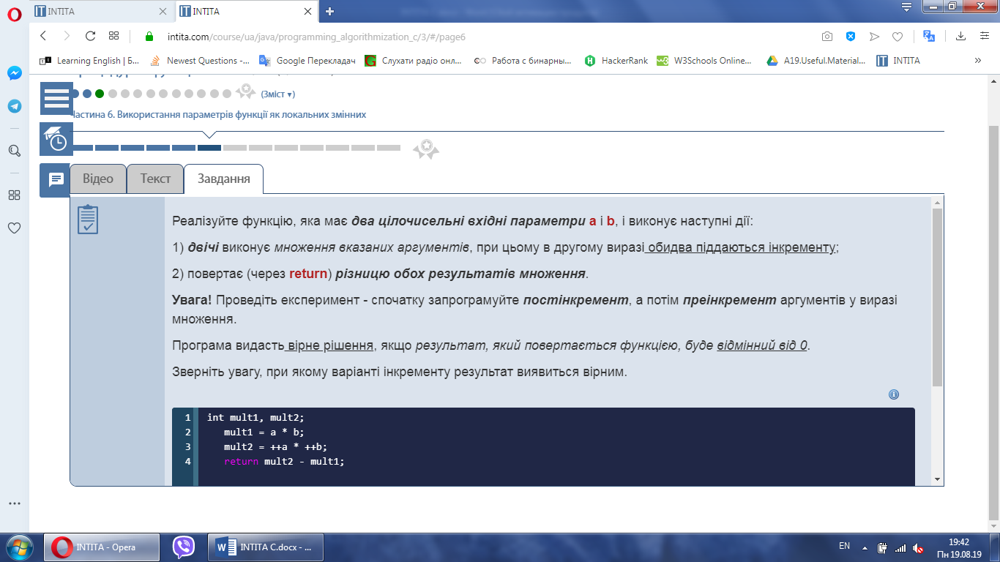 INTITA
INTITA
intita.com/course/ua/java/programming_algorithmization_c/3/#/page6
Learning English | Б...
Newest Questions -...
Google Перекладач
Слухати радіо онл...
Работа с бинарны...
HackerRank
W3Schools Online...
A19.Useful.Material...
INTITA
»
(Зміст ▾)
Частина 6. Використання параметрів функції як локальних змінних
Відео
Текст
Завдання
Реалізуйте функцію, яка має два цілочисельні вхідні параметри a і b, і виконує наступні дії:
1) двічі виконує множення вказаних аргументів, при цьому в другому виразі обидва піддаються інкременту;
2) повертає (через return) різницю обох результатів множення.
Увага! Проведіть експеримент - спочатку запрограмуйте постінкремент, а потім преінкремент аргументів у виразі
множення.
Програма видасть вірне рішення, якщо результат, який повертається функцією, буде відмінний від 0.
Зверніть увагу, при якому варіанті інкременту результат виявиться вірним.
1 int mult1, mult2;
2 mult1 = a * b;
3 mult2 = ++a * ++b;
4 return mult2 - mult1;
INTITA - Opera
INTITA C.docx - ...
EN
19:42
Пн 19.08.19